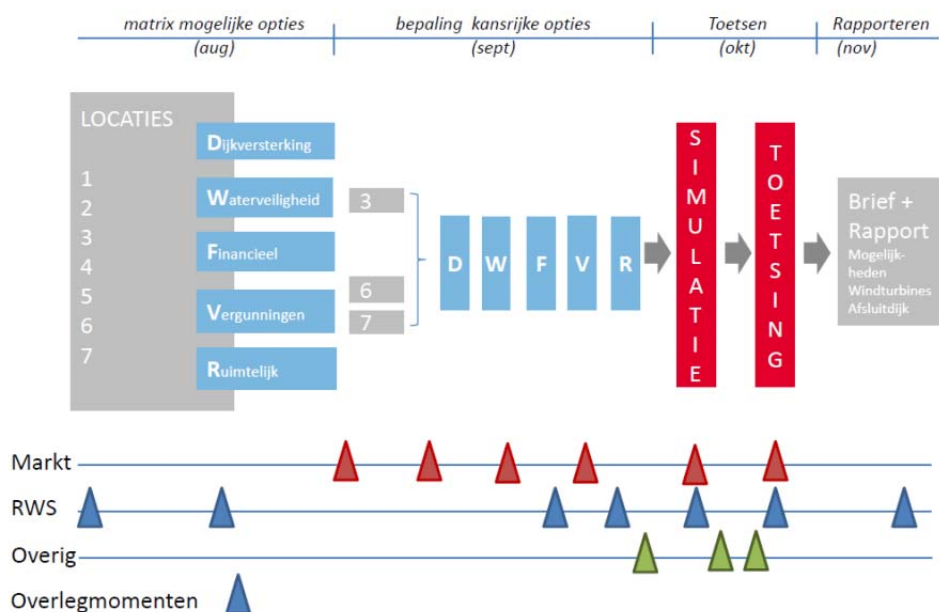 matrix mogelijke opties
(aug)
bepaling kansrijke opties
(sept)
Toetsen
(okt)
Rapporteren
(nov)
LOCATIES
1
2
3
4
5
6
7
Dijkversterking
Waterveiligheid
Financieel
Vergunningen
Ruimtelijk
3
6
7
D W F V R
SIMULATIE
TOETSING
Brief +
Rapport
Mogelijk-
heden
Windturbines
Afsluitdijk
Markt
RWS
Overig
Overlegmomenten